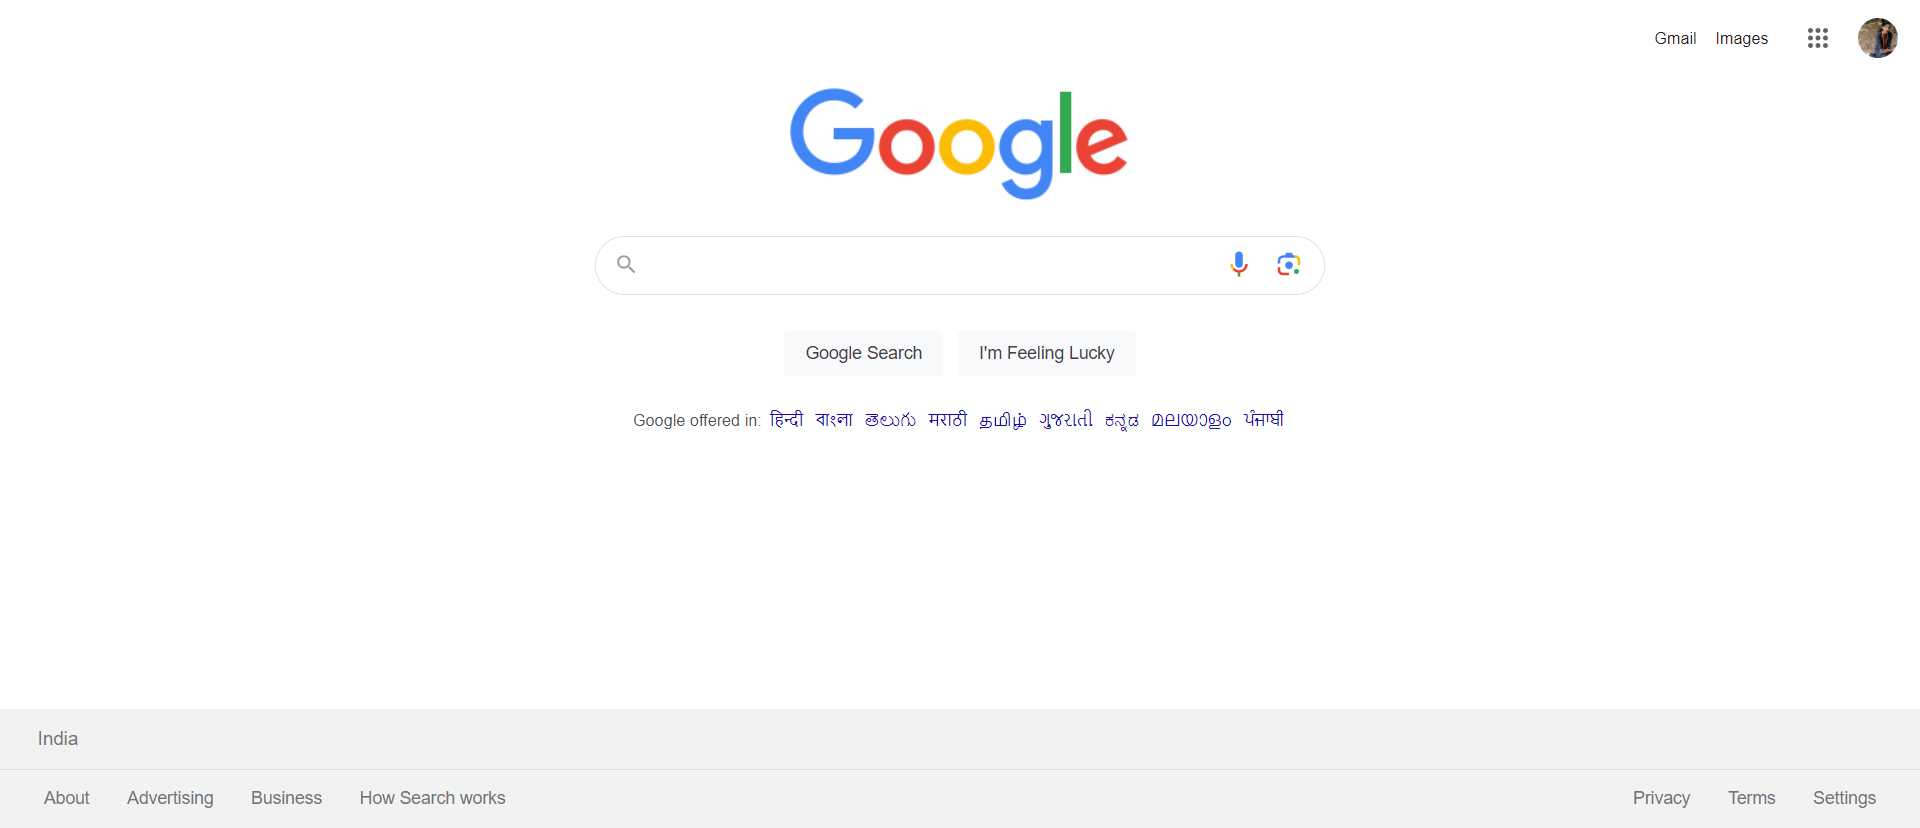 Gmail Images
Google
Google Search I'm Feeling Lucky
Google offered in: हिन्दी বাংলা తెలుగు मराठी தமிழ் ગુજરાતી ಕನ್ನಡ മലയാളം ਪੰਜਾਬੀ
India
About Advertising Business How Search works Privacy Terms Settings